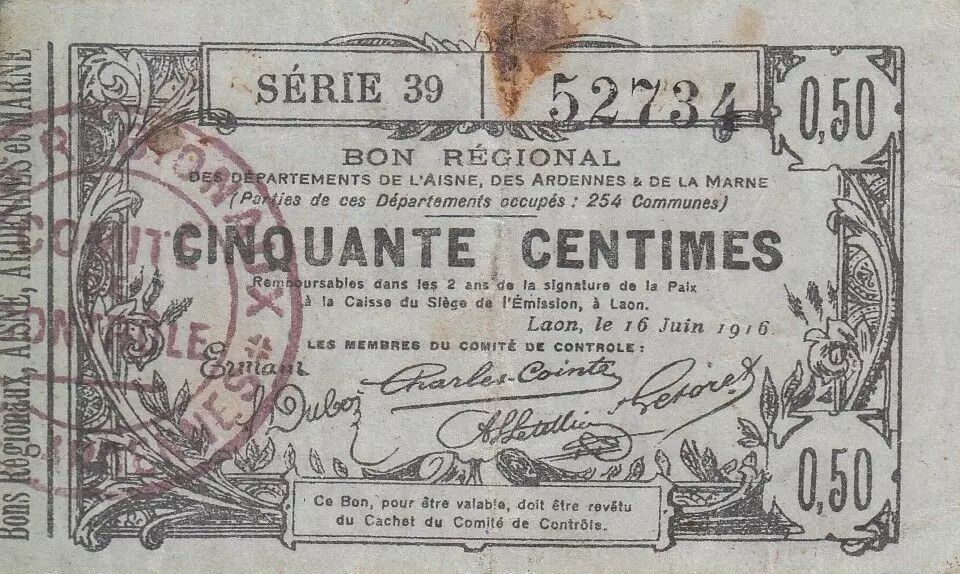 SÉRIE 39
52734
0,50
BON RÉGIONAL
DES DÉPARTEMENTS DE L'AISNE, DES ARDENNES & DE LA MARNE
(Parties de ces Départements occupés : 254 Communes)
CINQUANTE CENTIMES
Remboursables dans les 2 ans de la signature de la Paix
à la Caisse du Siège de l'Émission, à Laon.
Laon, le 16 Juin 1916.
LES MEMBRES DU COMITÉ DE CONTROLE :
Charles-Cointe
0,50
Ce Bon, pour être valable, doit être revêtu
du Cachet du Comité de Contrôle.
Bons Régionaux, AISNE, ARDENNES et MARNE
COMITÉ